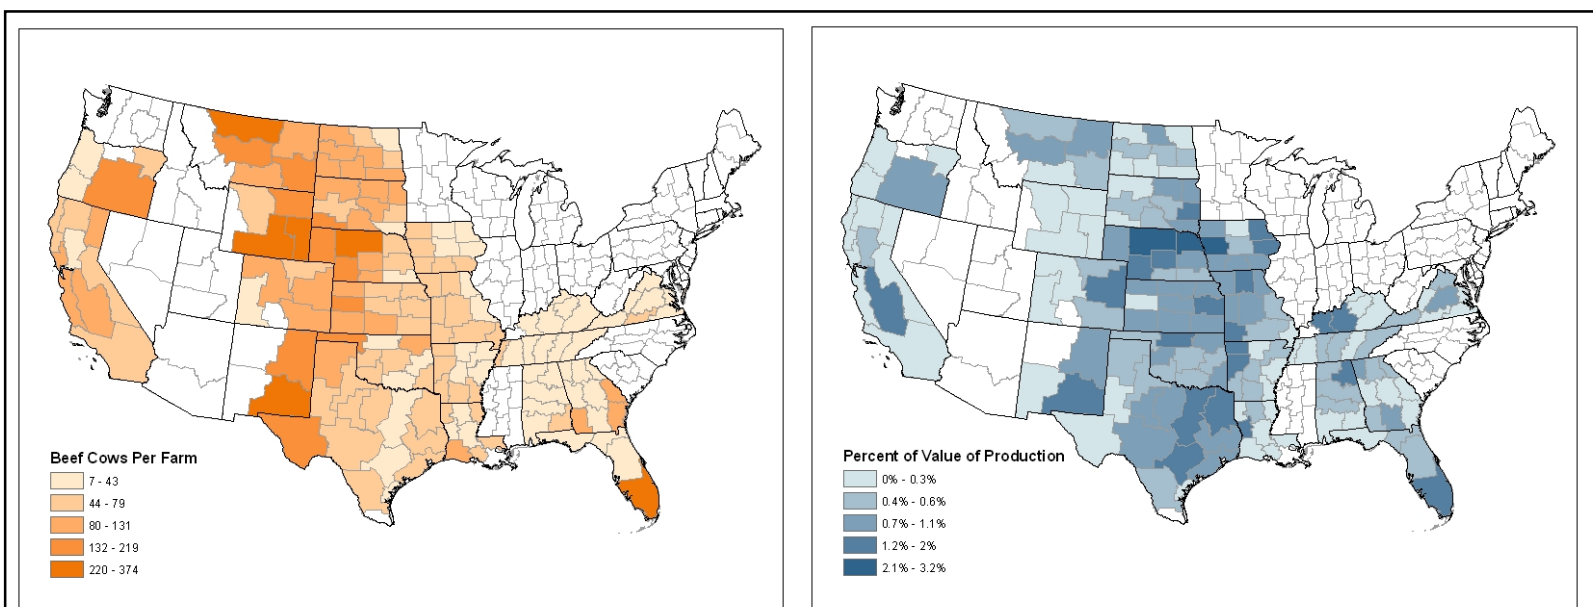 Beef Cows Per Farm
7 - 43
44 - 79
80 - 131
132 - 219
220 - 374
Percent of Value of Production
0% - 0.3%
0.4% - 0.6%
0.7% - 1.1%
1.2% - 2%
2.1% - 3.2%